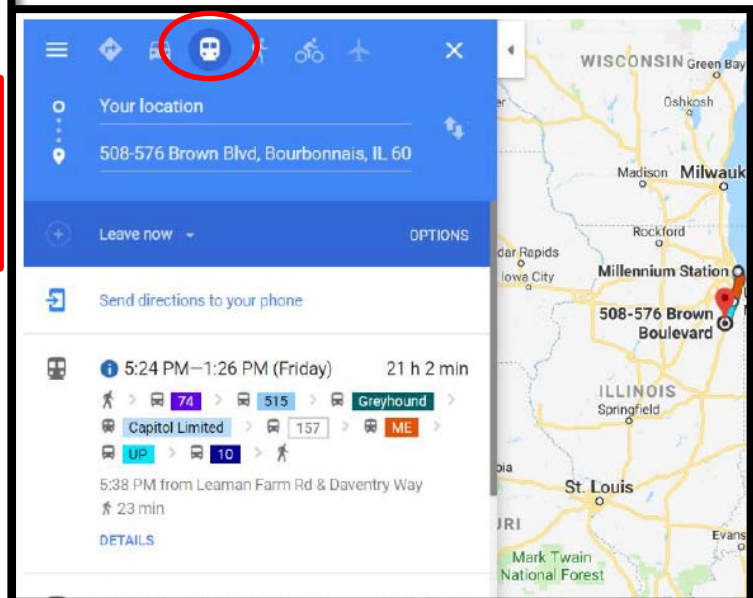 Your location
508-576 Brown Blvd, Bourbonnais, IL 60
Leave now
OPTIONS
Send directions to your phone
5:24 PM—1:26 PM (Friday) 21 h 2 min
74 > 515 > Greyhound >
Capitol Limited > 157 > ME >
UP > 10 >
5:38 PM from Leaman Farm Rd & Daventry Way
23 min
DETAILS
WISCONSIN
Green Bay
Oshkosh
Madison
Milwauk
Rockford
dar Rapids
Iowa City
Millennium Station
508-576 Brown
Boulevard
ILLINOIS
Springfield
St. Louis
Evans
Mark Twain
National Forest